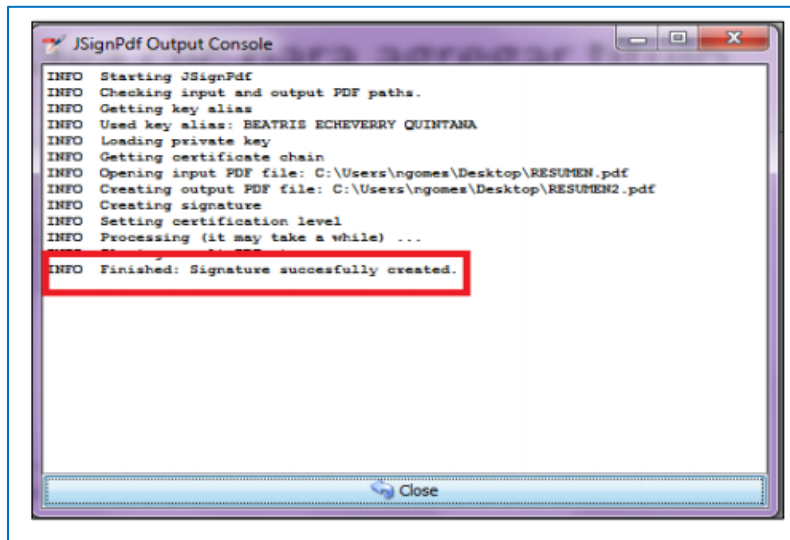 JSignPdf Output Console
INFO Starting JSignPdf
INFO Checking input and output PDF paths.
INFO Getting key alias
INFO Used key alias: BEATRIS ECHEVERRY QUINTANA
INFO Loading private key
INFO Getting certificate chain
INFO Opening input PDF file: C:\Users\ngomes\Desktop\RESUMEN.pdf
INFO Creating output PDF file: C:\Users\ngomes\Desktop\RESUMEN2.pdf
INFO Creating signature
INFO Setting certification level
INFO Processing (it may take a while) ...
INFO Finished: Signature succesfully created.
Close